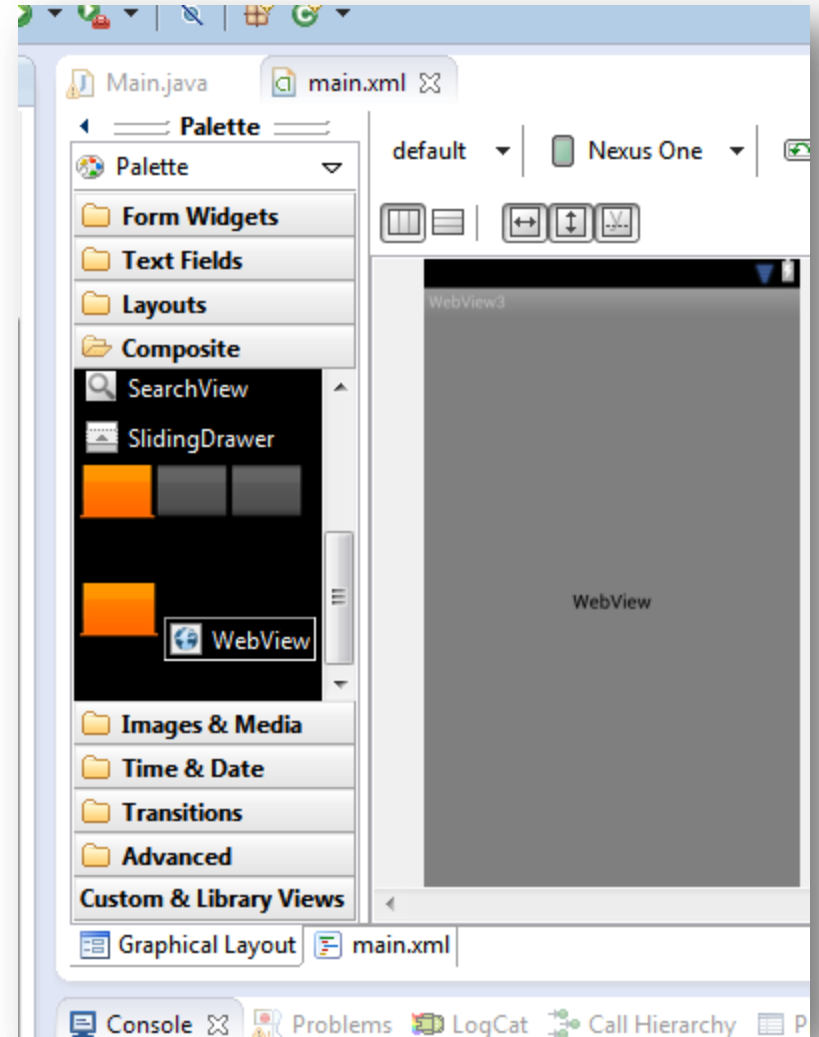 Main.java main.xml
Palette
Palette
default Nexus One
Form Widgets
Text Fields
Layouts
Composite
SearchView
SlidingDrawer
WebView
Images & Media
Time & Date
Transitions
Advanced
Custom & Library Views
WebView3
WebView
Graphical Layout main.xml
Console Problems LogCat Call Hierarchy P